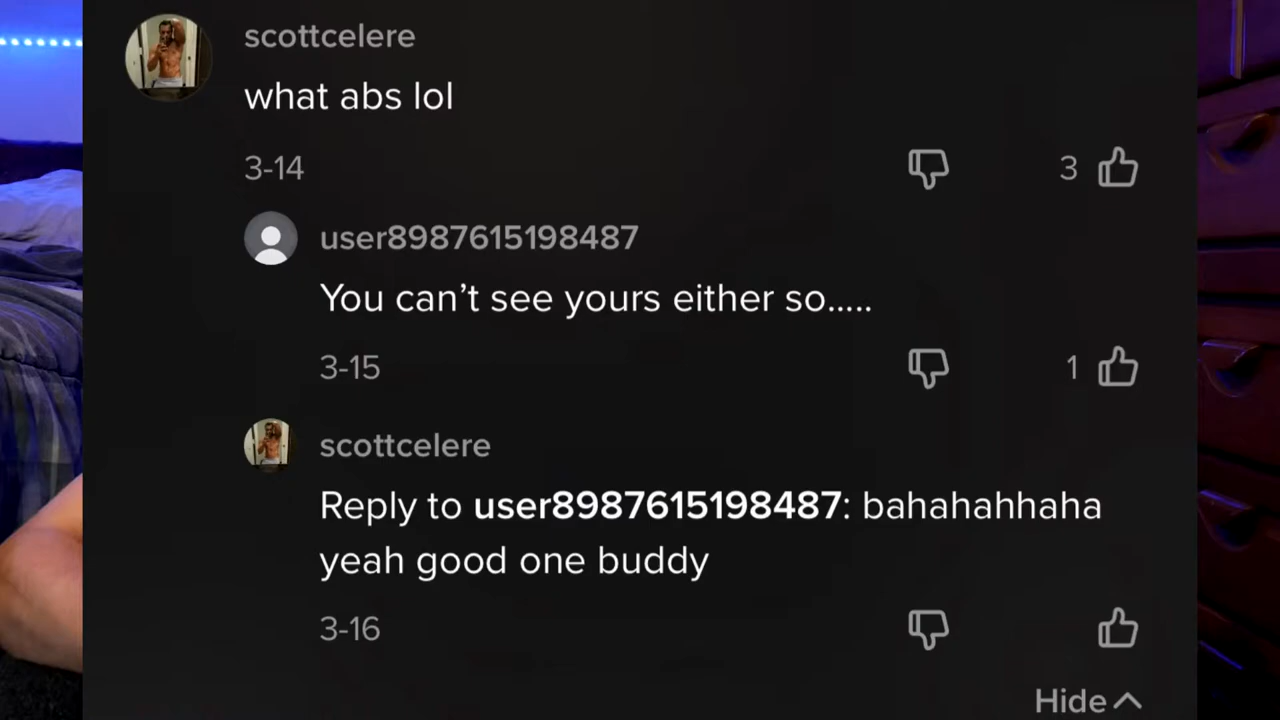 scottcelere
what abs lol
3-14
3
user8987615198487
You can’t see yours either so.....
3-15
1
scottcelere
Reply to user8987615198487: bahahahhaha
yeah good one buddy
3-16
Hide